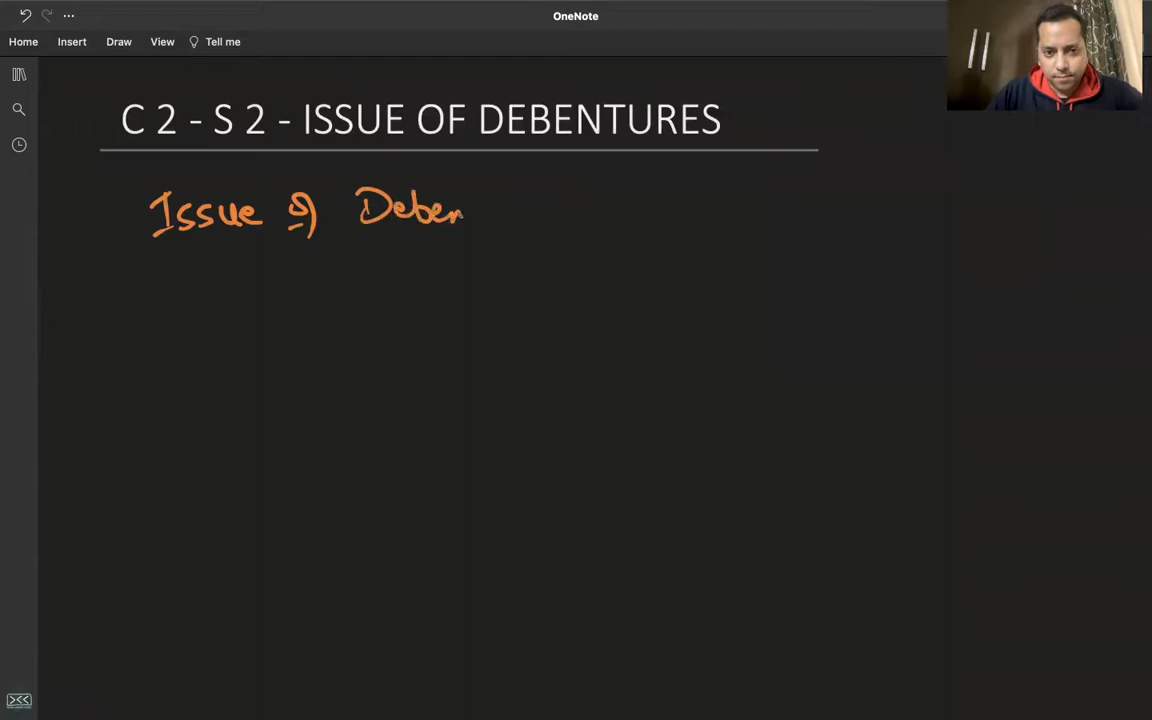 OneNote
Home Insert Draw View Tell me
C 2 - S 2 - ISSUE OF DEBENTURES
Issue of Deben